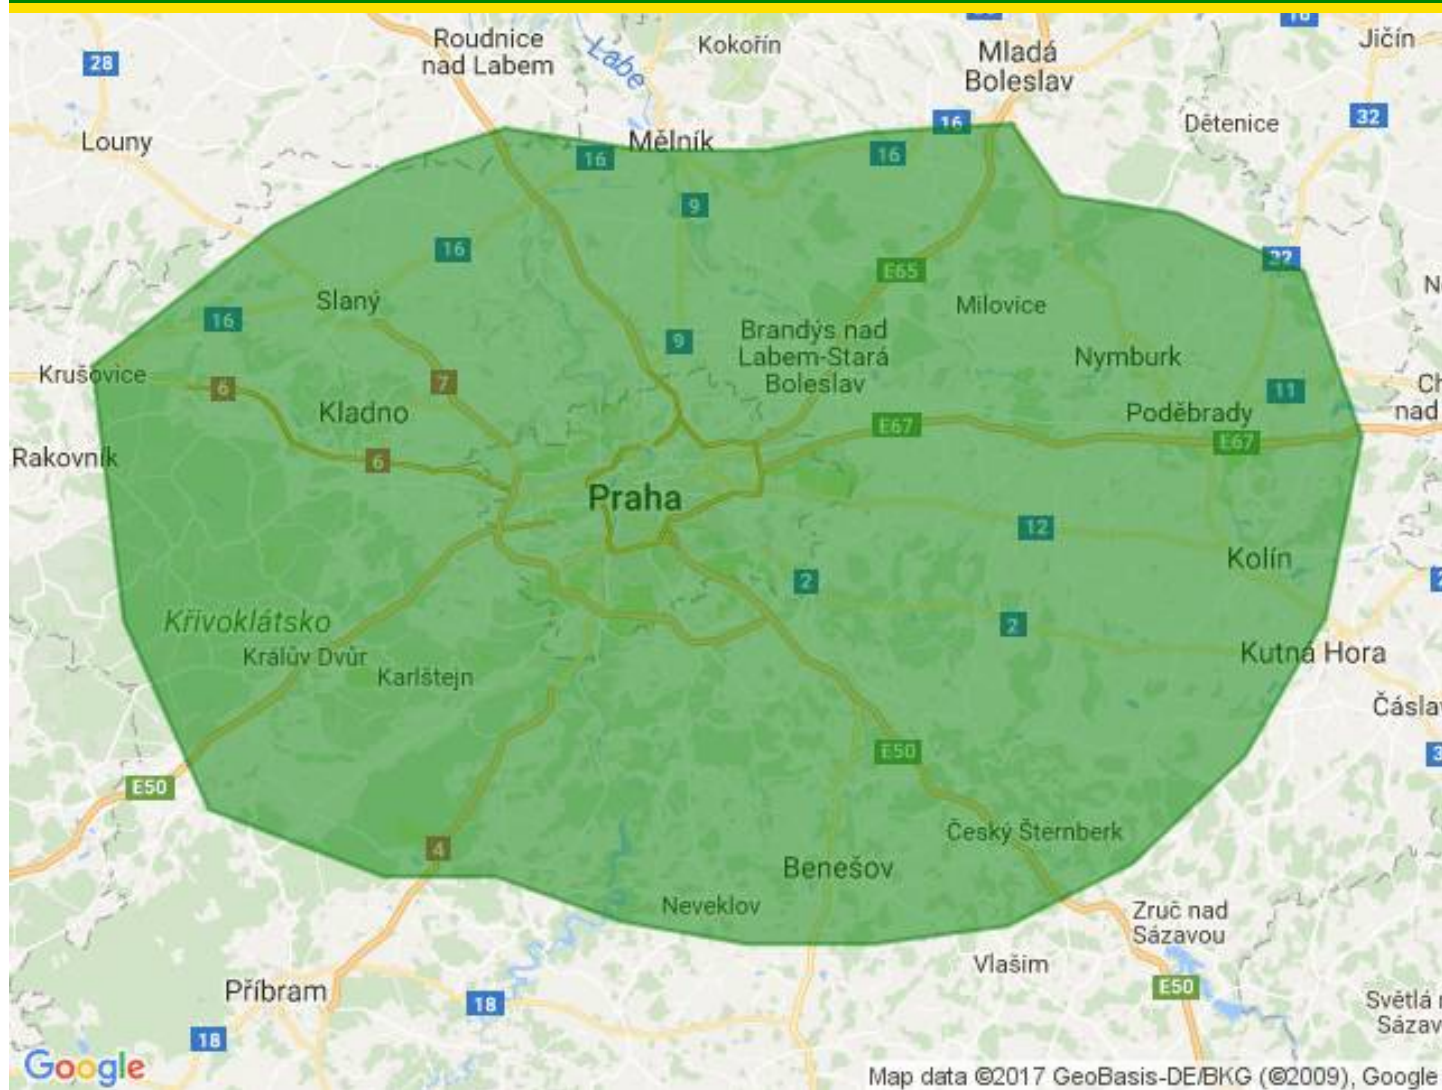 28
Roudnice
nad Labem
Labe
Kokořín
Mladá
Boleslav
Jičín
Louny
16
Mělník
16
16
Dětenice
32
9
16
E65
Slaný
16
Milovice
Brandýs nad
Labem-Stará
Boleslav
9
Nymburk
Krušovice
6
7
11
Kladno
E67
Poděbrady
nad
E67
Rakovník
6
Praha
12
Kolín
2
Křivoklátsko
2
Králův Dvůr
Karlštejn
Kutná Hora
E50
E50
4
Český Šternberk
Benešov
Neveklov
Zruč nad
Sázavou
Vlašim
E50
Příbram
18
18
Světlá
Google
Map data ©2017 GeoBasis-DE/BKG (©2009), Google